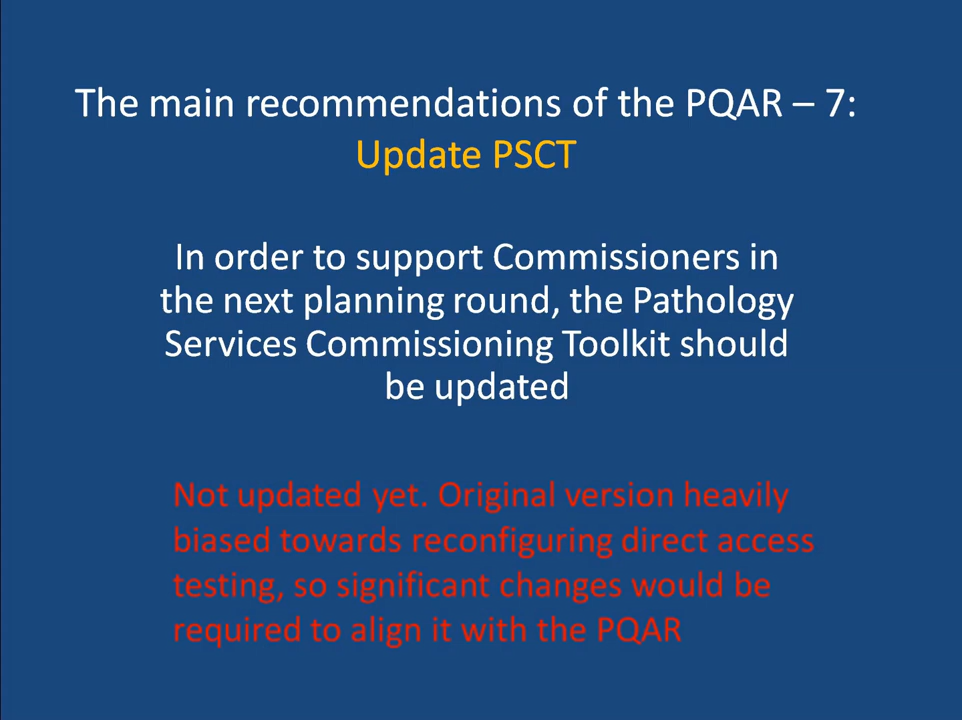 The main recommendations of the PQAR – 7:
Update PSCT
In order to support Commissioners in
the next planning round, the Pathology
Services Commissioning Toolkit should
be updated
Not updated yet. Original version heavily
biased towards reconfiguring direct access
testing, so significant changes would be
required to align it with the PQAR